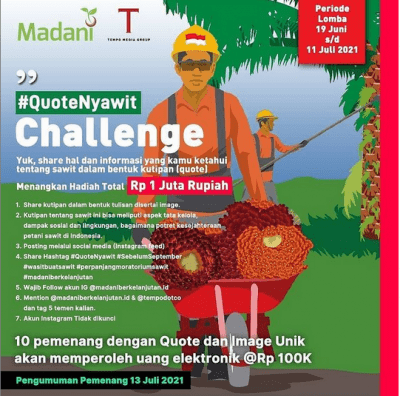 Madani
T
TEMPO MEDIA GROUP
Periode
Lomba
19 Juni
s/d
11 Juli 2021
#QuoteNyawit
Challenge
Yuk, share hal dan informasi yang kamu ketahui
tentang sawit dalam bentuk kutipan (quote)
Menangkan Hadiah Total Rp 1 Juta Rupiah
1. Share kutipan dalam bentuk tulisan disertai image.
2. Kutipan tentang sawit ini bisa meliputi aspek tata kelola,
dampak sosial dan lingkungan, bagaimana potret kesejahteraan
petani sawit di Indonesia.
3. Posting melalui social media (Instagram feed)
4. Share Hashtag #QuoteNyawit #SebelumSeptember
#wasitbuatsawit #perpanjangmoratoriumsawit
#madaniberkelanjutan
5. Wajib Follow akun IG @madaniberkelanjutan.id
6. Mention @madaniberkelanjutan.id & @tempodotco
dan tag 5 temen kalian.
7. Akun Instagram Tidak dikunci
10 pemenang dengan Quote dan Image Unik
akan memperoleh uang elektronik @Rp 100K
Pengumuman Pemenang 13 Juli 2021